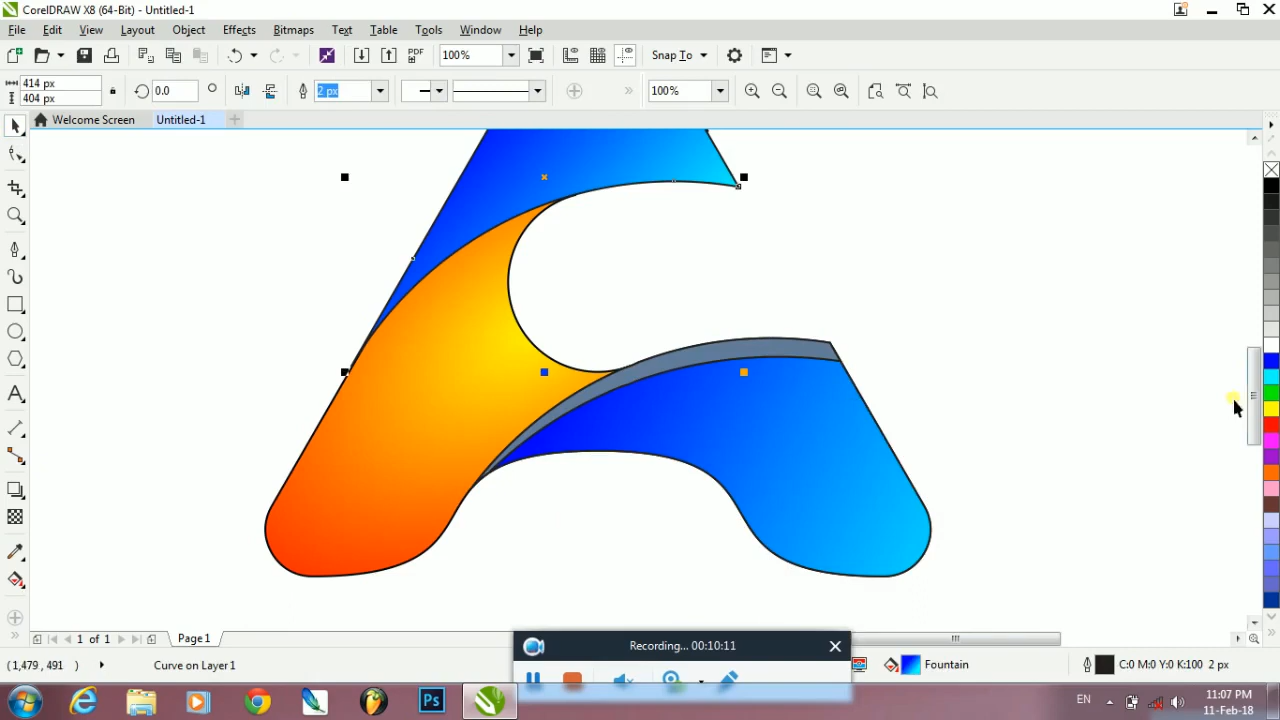 CorelDRAW X8 (64-Bit) - Untitled-1
File Edit View Layout Object Effects Bitmaps Text Table Tools Window Help
PDF 100% Snap To
414 px
404 px
0.0 2 px 100%
Welcome Screen Untitled-1
1 of 1 Page 1
Recording... 00:10:11
(1,479 , 491 ) Curve on Layer 1 Fountain C:0 M:0 Y:0 K:100 2 px
Ps EN 11:07 PM
11-Feb-18